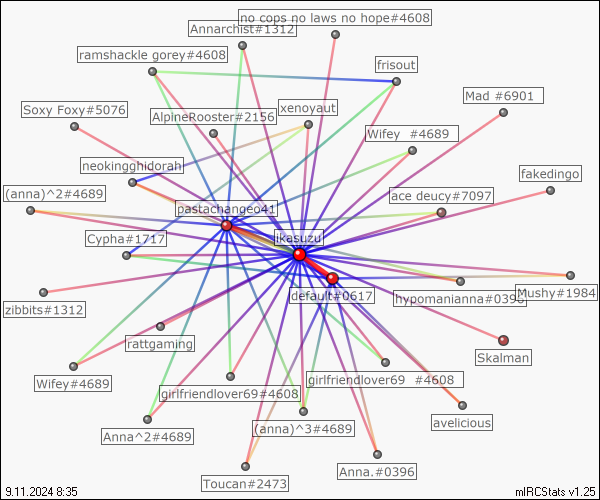 no cops no laws no hope#4608
Annarchist#1312
ramshackle gorey#4608
frisout
Mad #6901
Soxy Foxy#5076
AlpineRooster#2156
xenoyaut
Wifey #4689
neokingghidorah
fakedingo
(anna)^2#4689
ace deucy#7097
pastachangeo41
Cypha#1717
ikasuzu
default#0617
hypomanianna#0396
Mushy#1984
zibbits#1312
rattgaming
Skalman
Wifey#4689
girlfriendlover69#4608
girlfriendlover69 #4608
avelicious
Anna^2#4689
(anna)^3#4689
Anna.#0396
Toucan#2473
9.11.2024 8:35
mIRCStats v1.25